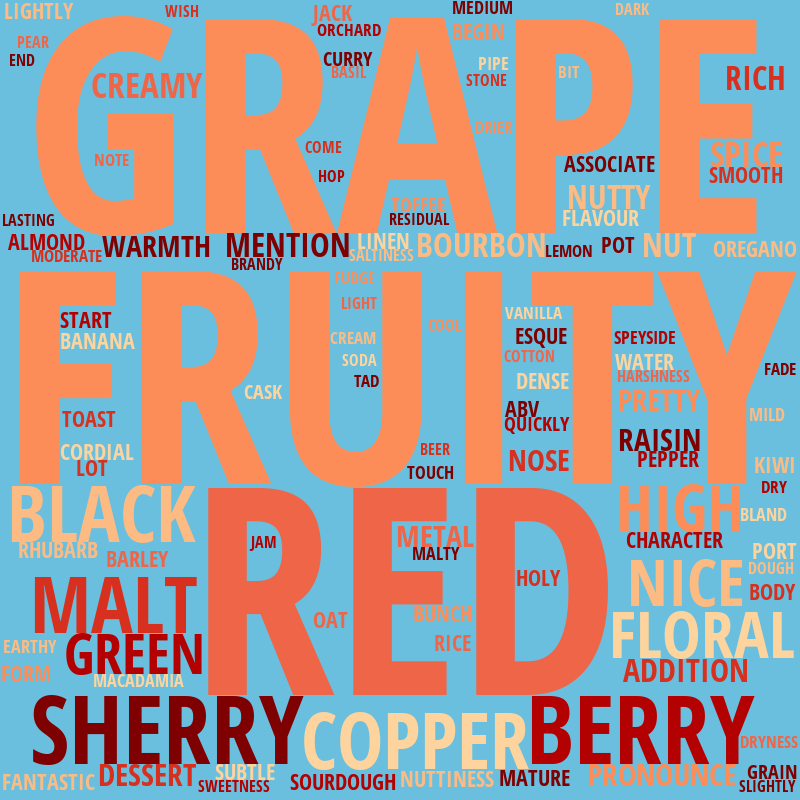 LIGHTLY
WISH
JACK
MEDIUM
DARK
ORCHARD
BEGIN
PEAR
END
CURRY
BASIL
PIPE
STONE
BIT
RICH
CREAMY
GRAPE
DRIER
NOTE
COME
HOP
ASSOCIATE
SPICE
SMOOTH
NUTTY
TOFFEE
FLAVOUR
LASTING
RESIDUAL
ALMOND
MODERATE
WARMTH
MENTION
LINEN
SALTINESS
BOURBON
LEMON
POT
NUT
OREGANO
BRANDY
FUDGE
LIGHT
FRUITY
START
BANANA
CREAM
COOL
VANILLA
ESQUE
SPEYSIDE
SODA
COTTON
WATER
HARSHNESS
FADE
TAD
CASK
DENSE
PRETTY
ABV
QUICKLY
MILD
TOAST
RAISIN
CORDIAL
LOT
BEER
TOUCH
NOSE
PEPPER
KIWI
DRY
BLACK
RED
HIGH
BLAND
METAL
MALTY
JAM
CHARACTER
PORT
RHUBARB
BARLEY
DOUGH
MALT
HOLY
NICE
BODY
OAT
BUNCH
RICE
FLORAL
EARTHY
GREEN
ADDITION
FORM
MACADAMIA
SHERRY
COPPER
BERRY
DRYNESS
FANTASTIC
DESSERT
SUBTLE
SWEETNESS
SOURDOUGH
NUTTINESS
MATURE
PRONOUNCE
GRAIN
SLIGHTLY